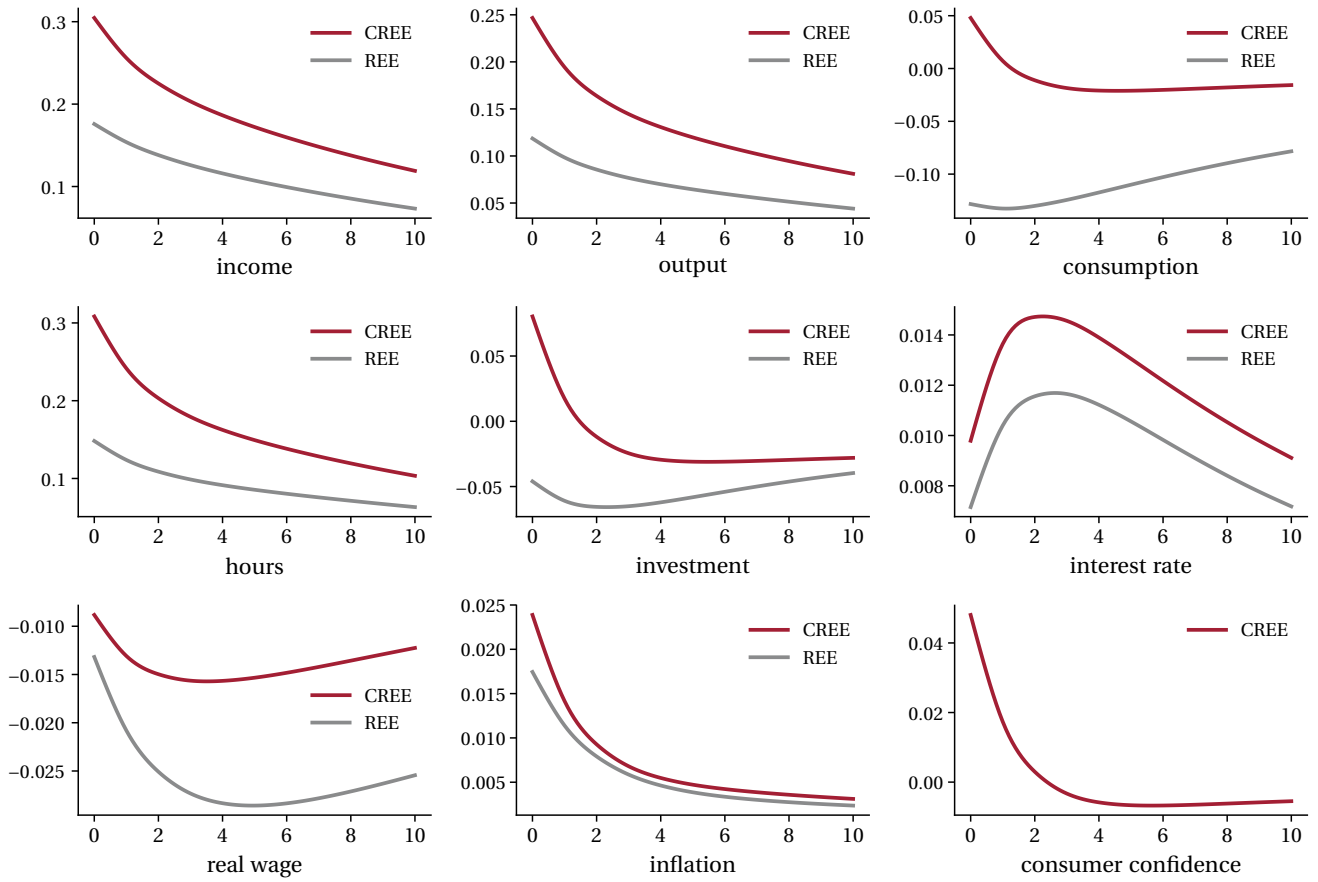 0.3
0.2
0.1
CREE
REE
0 2 4 6 8 10
income
0.25
0.20
0.15
0.10
0.05
CREE
REE
0 2 4 6 8 10
output
0.05
0.00
−0.05
−0.10
CREE
REE
0 2 4 6 8 10
consumption
0.3
0.2
0.1
CREE
REE
0 2 4 6 8 10
hours
0.05
0.00
−0.05
CREE
REE
0 2 4 6 8 10
investment
0.014
0.012
0.010
0.008
CREE
REE
0 2 4 6 8 10
interest rate
−0.010
−0.015
−0.020
−0.025
CREE
REE
0 2 4 6 8 10
real wage
0.025
0.020
0.015
0.010
0.005
CREE
REE
0 2 4 6 8 10
inflation
0.04
0.02
0.00
CREE
0 2 4 6 8 10
consumer confidence